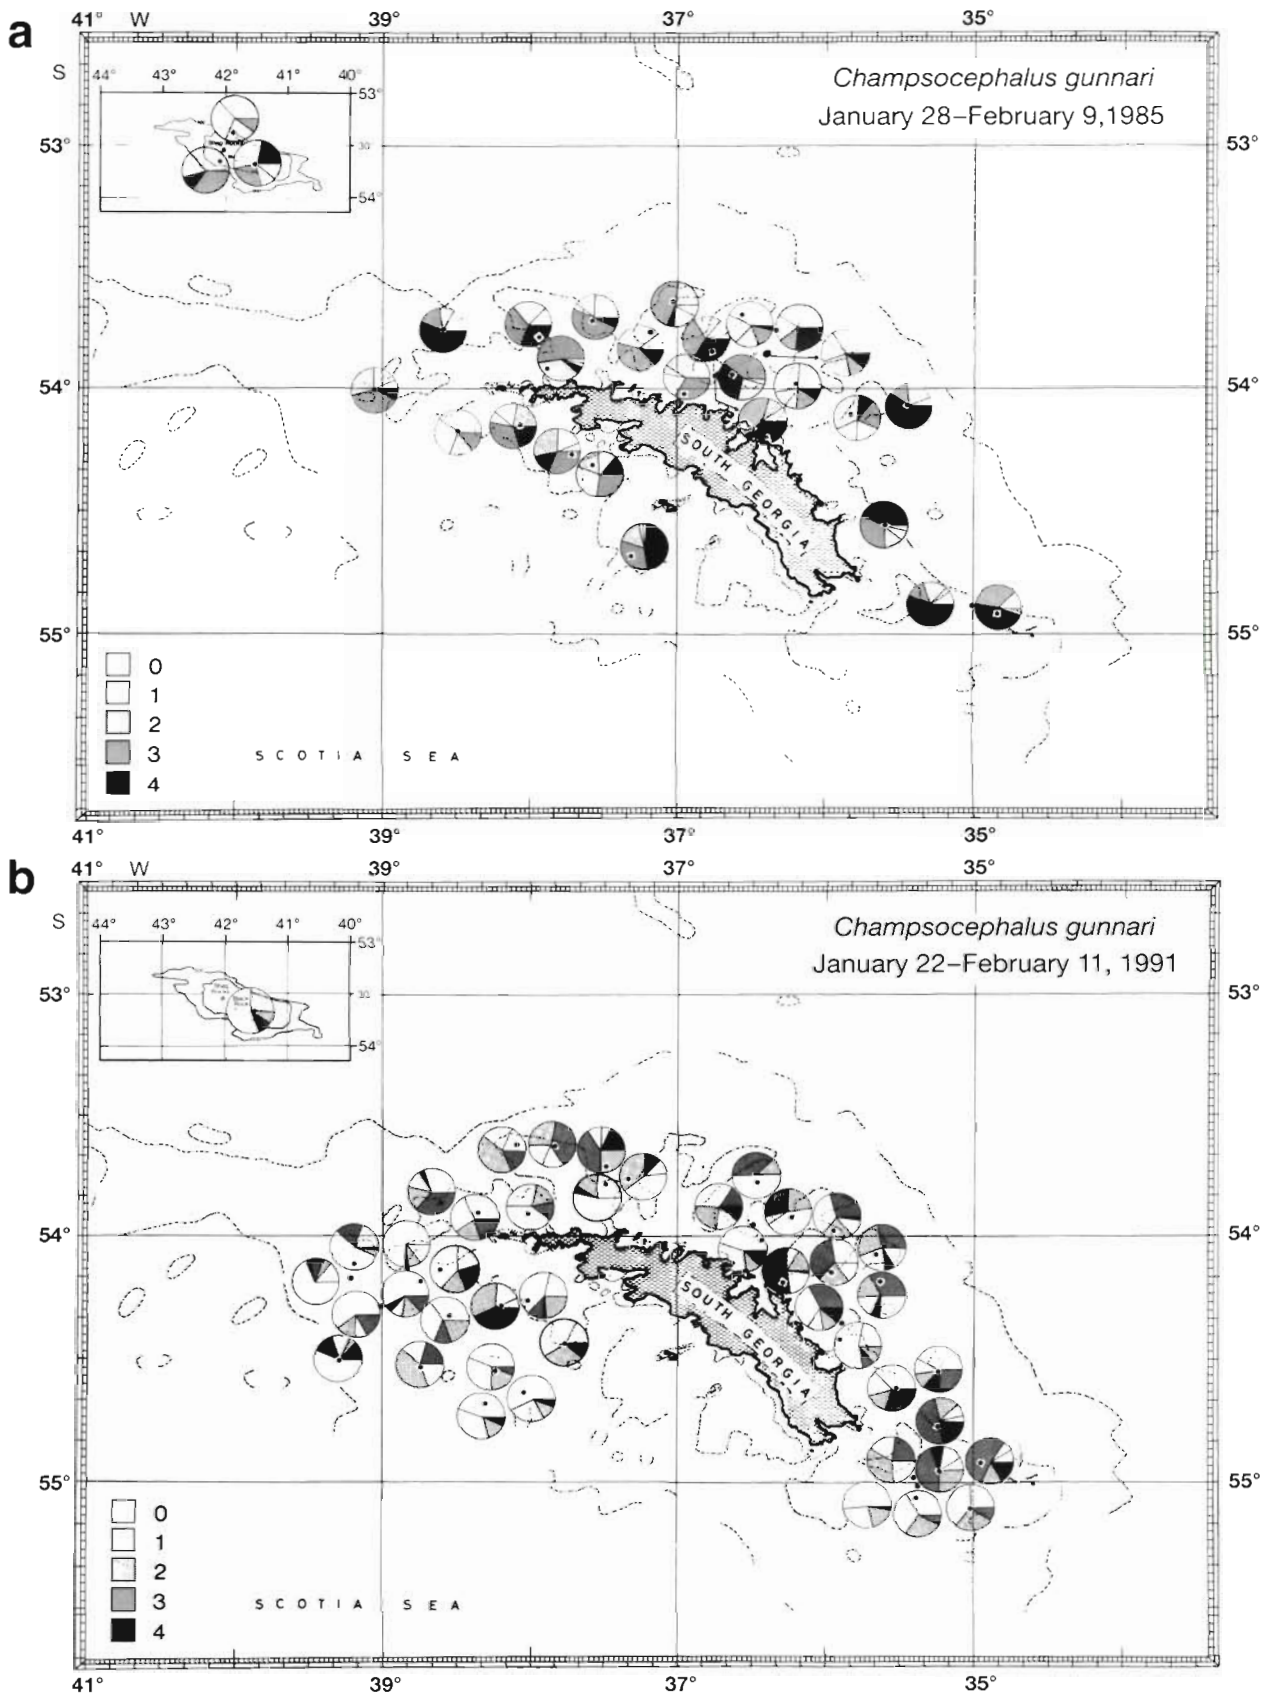 a
41° W 39° 37° 35°
S
44° 43° 42° 41° 40°
53°
54°
Champsocephalus gunnari
January 28–February 9,1985
53° 53°
54° 54°
SOUTH GEORGIA
55° 55°
0
1
2
3
4
SCOTIA SEA
41° 39° 37° 35°
b
41° W 39° 37° 35°
S
44° 43° 42° 41° 40°
53°
54°
Champsocephalus gunnari
January 22–February 11, 1991
53° 53°
54° 54°
SOUTH GEORGIA
55° 55°
0
1
2
3
4
SCOTIA SEA
41° 39° 37° 35°